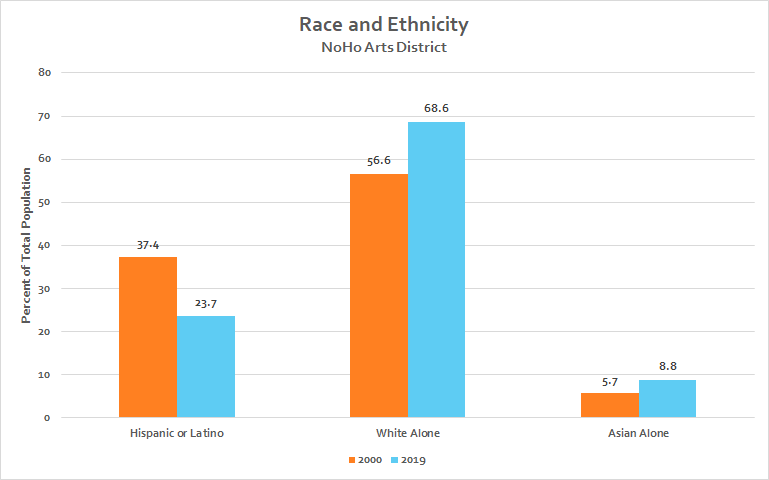 Race and Ethnicity
NoHo Arts District
Percent of Total Population
80
70
60
50
40
30
20
10
0
37.4
23.7
56.6
68.6
5.7
8.8
Hispanic or Latino
White Alone
Asian Alone
2000 2019